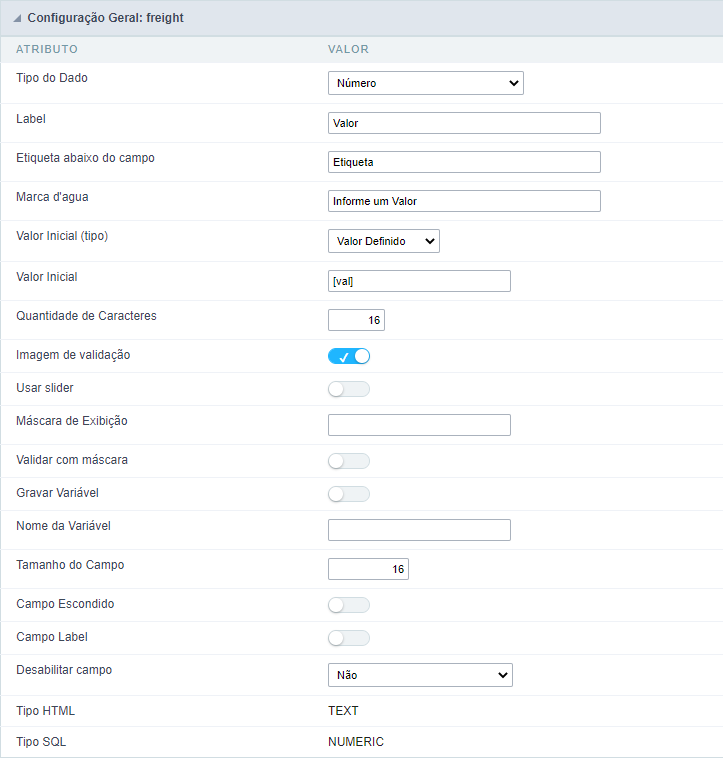 Configuração Geral: freight
ATRIBUTO VALOR
Tipo do Dado Número
Label Valor
Etiqueta abaixo do campo Etiqueta
Marca d'agua Informe um Valor
Valor Inicial (tipo) Valor Definido
Valor Inicial [val]
Quantidade de Caracteres 16
Imagem de validação
Usar slider
Máscara de Exibição
Validar com máscara
Gravar Variável
Nome da Variável
Tamanho do Campo 16
Campo Escondido
Campo Label
Desabilitar campo Não
Tipo HTML TEXT
Tipo SQL NUMERIC